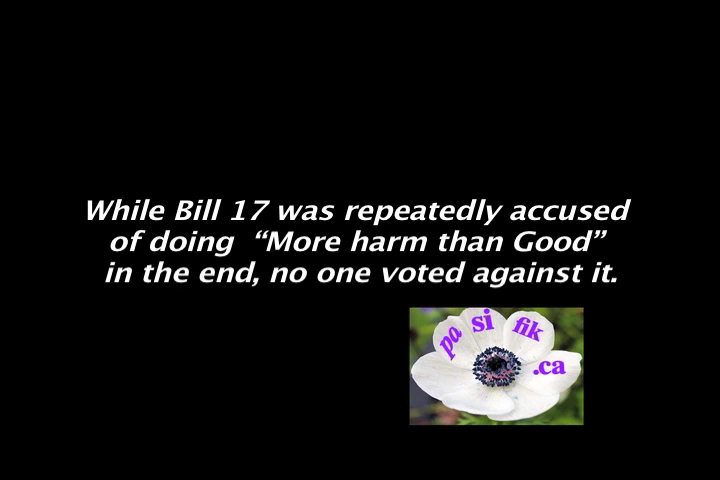 While Bill 17 was repeatedly accused
of doing  “More harm than Good”
in the end, no one voted against it.
pa si fik
.ca